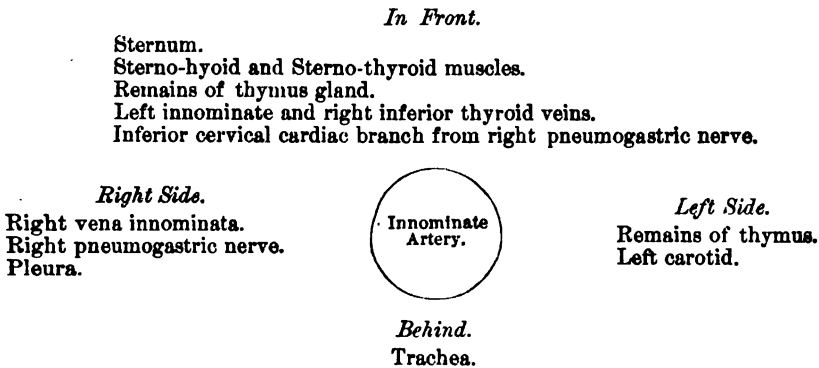 In Front.
Sternum.
Sterno-hyoid and Sterno-thyroid muscles.
Remains of thymus gland.
Left innominate and right inferior thyroid veins.
Inferior cervical cardiac branch from right pneumogastric nerve.
Right Side.
Right vena innominata.
Right pneumogastric nerve.
Pleura.
Innominate
Artery.
Left Side.
Remains of thymus.
Left carotid.
Behind.
Trachea.